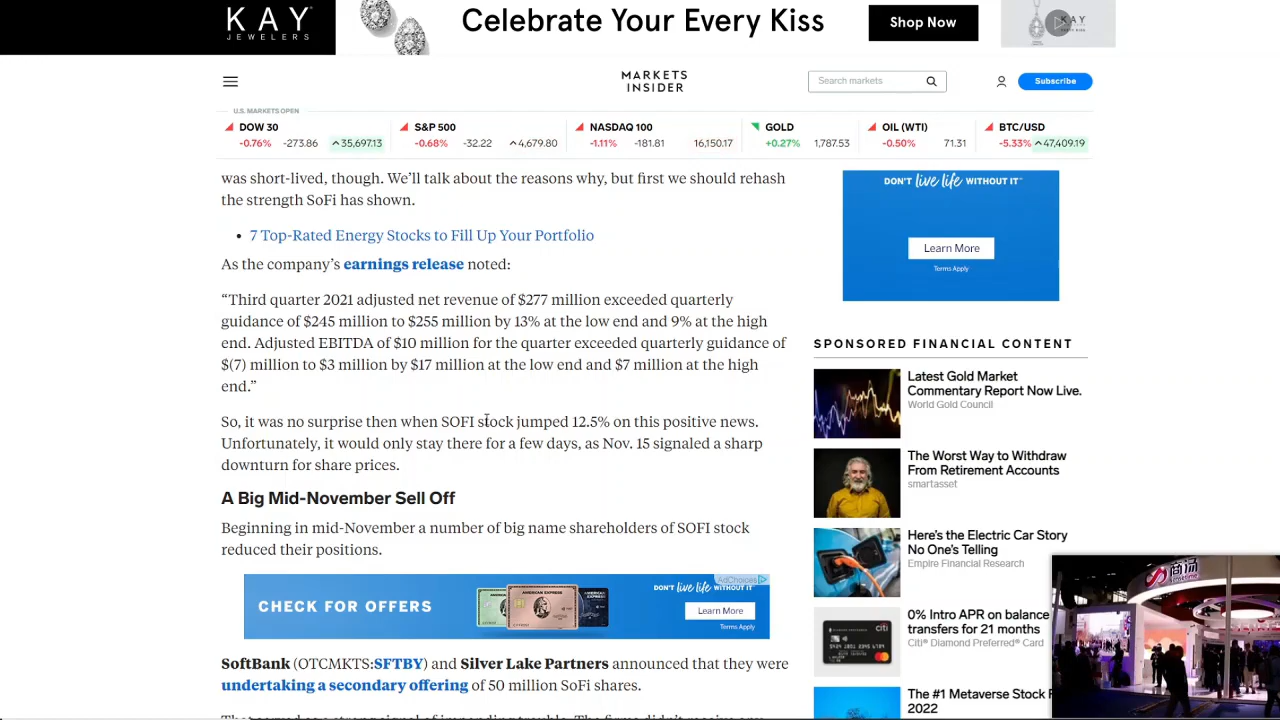 KAY
JEWELERS
Celebrate Your Every Kiss
Shop Now
KAY
MARKETS
INSIDER
Search markets
Subscribe
U.S. MARKETS OPEN
DOW 30
-0.76% -273.86 35,697.13
S&P 500
-0.68% -32.22 4,679.80
NASDAQ 100
-1.11% -181.81 16,150.17
GOLD
+0.27% 1,787.53
OIL (WTI)
-0.50% 71.31
BTC/USD
-5.33% 47,409.19
was short-lived, though. We’ll talk about the reasons why, but first we should rehash
the strength SoFi has shown.
• 7 Top-Rated Energy Stocks to Fill Up Your Portfolio
As the company’s earnings release noted:
“Third quarter 2021 adjusted net revenue of $277 million exceeded quarterly
guidance of $245 million to $255 million by 13% at the low end and 9% at the high
end. Adjusted EBITDA of $10 million for the quarter exceeded quarterly guidance of
$(7) million to $3 million by $17 million at the low end and $7 million at the high
end.”
So, it was no surprise then when SOFI stock jumped 12.5% on this positive news.
Unfortunately, it would only stay there for a few days, as Nov. 15 signaled a sharp
downturn for share prices.
A Big Mid-November Sell Off
Beginning in mid-November a number of big name shareholders of SOFI stock
reduced their positions.
CHECK FOR OFFERS
AMERICAN EXPRESS
DON'T live life WITHOUT IT
AdChoices
Learn More
Terms Apply
SoftBank (OTCMKTS:SFTBY) and Silver Lake Partners announced that they were
undertaking a secondary offering of 50 million SoFi shares.
DON'T live life WITHOUT IT™
Learn More
Terms Apply
SPONSORED FINANCIAL CONTENT
Latest Gold Market
Commentary Report Now Live.
World Gold Council
The Worst Way to Withdraw
From Retirement Accounts
smartasset
Here's the Electric Car Story
No One's Telling
Empire Financial Research
0% Intro APR on balance
transfers for 21 months
Citi® Diamond Preferred® Card
citi
The #1 Metaverse Stock
2022
商汤